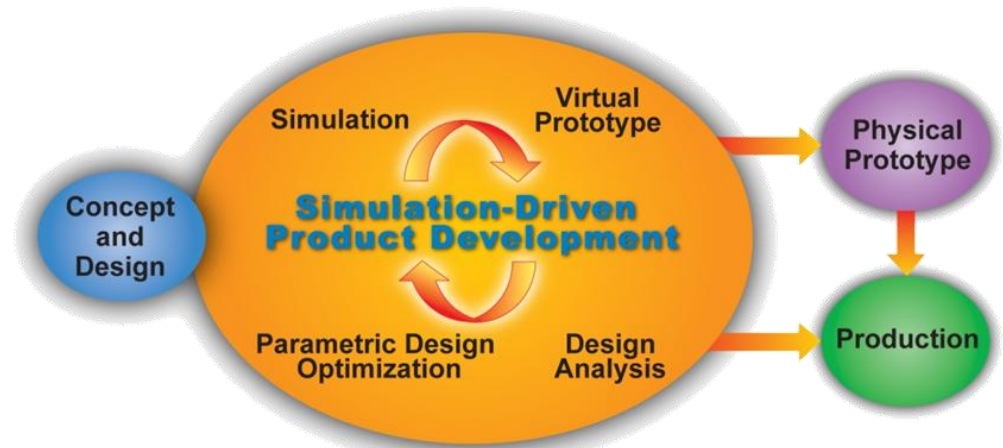 Simulation
Virtual
Prototype
Physical
Prototype
Concept
and
Design
Simulation-Driven
Product Development
Parametric Design
Optimization
Design
Analysis
Production